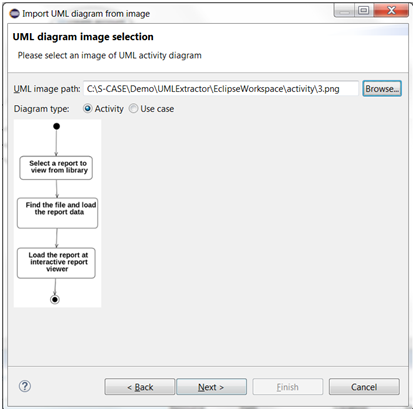 Import UML diagram from image
UML diagram image selection
Please select an image of UML activity diagram
UML image path: C:\S-CASE\Demo\UMLExtractor\EclipseWorkspace\activity\3.png Browse...
Diagram type: Activity Use case
Select a report to
view from library
Find the file and load
the report data
Load the report at
interactive report
viewer
? < Back Next > Finish Cancel